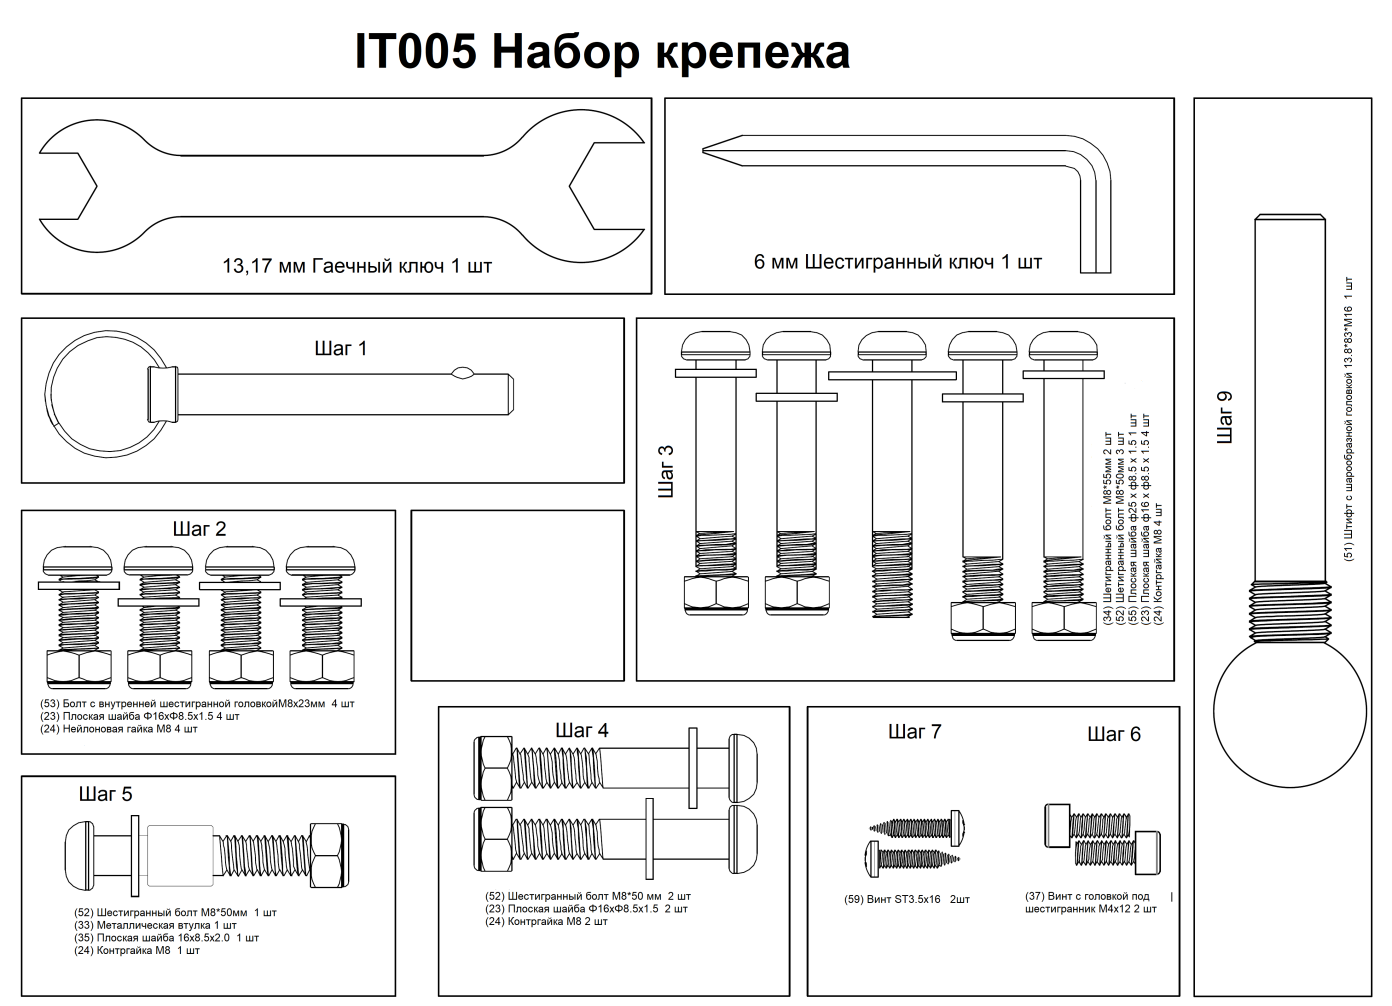 IT005 Набор крепежа
13,17 мм Гаечный ключ 1 шт
6 мм Шестигранный ключ 1 шт
Шаг 1
Шаг 2
(53) Болт с внутренней шестигранной головкойM8x23мм 4 шт
(23) Плоская шайба Ф16xФ8.5x1.5 4 шт
(24) Нейлоновая гайка M8 4 шт
Шаг 3
(34) Шетигранный болт M8*55мм 2 шт
(52) Шетигранный болт M8*50мм 3 шт
(55) Плоская шайба ф25 x ф8.5 x 1.5 1 шт
(23) Плоская шайба ф16 x ф8.5 x 1.5 4 шт
(24) Контргайка M8 4 шт
Шаг 9
(51) Штифт с шарообразной головкой 13.8*83*M16 1 шт
Шаг 5
(52) Шестигранный болт M8*50мм 1 шт
(33) Металлическая втулка 1 шт
(35) Плоская шайба 16x8.5x2.0 1 шт
(24) Контргайка M8 1 шт
Шаг 4
(52) Шестигранный болт M8*50 мм 2 шт
(23) Плоская шайба Ф16xФ8.5x1.5 2 шт
(24) Контргайка M8 2 шт
Шаг 7
(59) Винт ST3.5x16 2шт
Шаг 6
(37) Винт с головкой под
шестигранник M4x12 2 шт